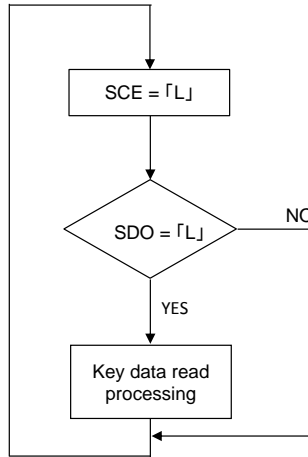 SCE = ｢L｣
SDO = ｢L｣
NO
YES
Key data read
processing